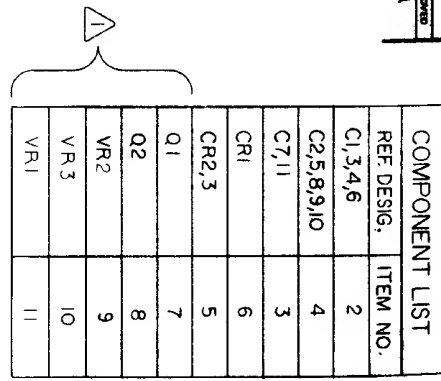 COMPONENT LIST
REF. DESIG. ITEM NO.
C1,3,4,6 2
C2,5,8,9,10 4
C7,11 3
CR1 6
CR2,3 5
Q1 7
Q2 8
VR2 9
VR3 10
VR1 11
1